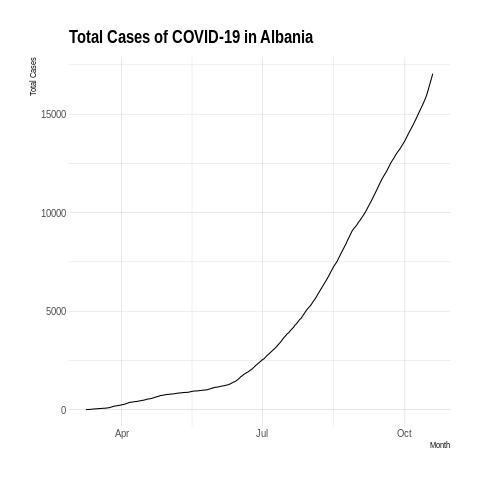 Total Cases of COVID-19 in Albania
Total Cases
15000
10000
5000
0
Apr Jul Oct
Month